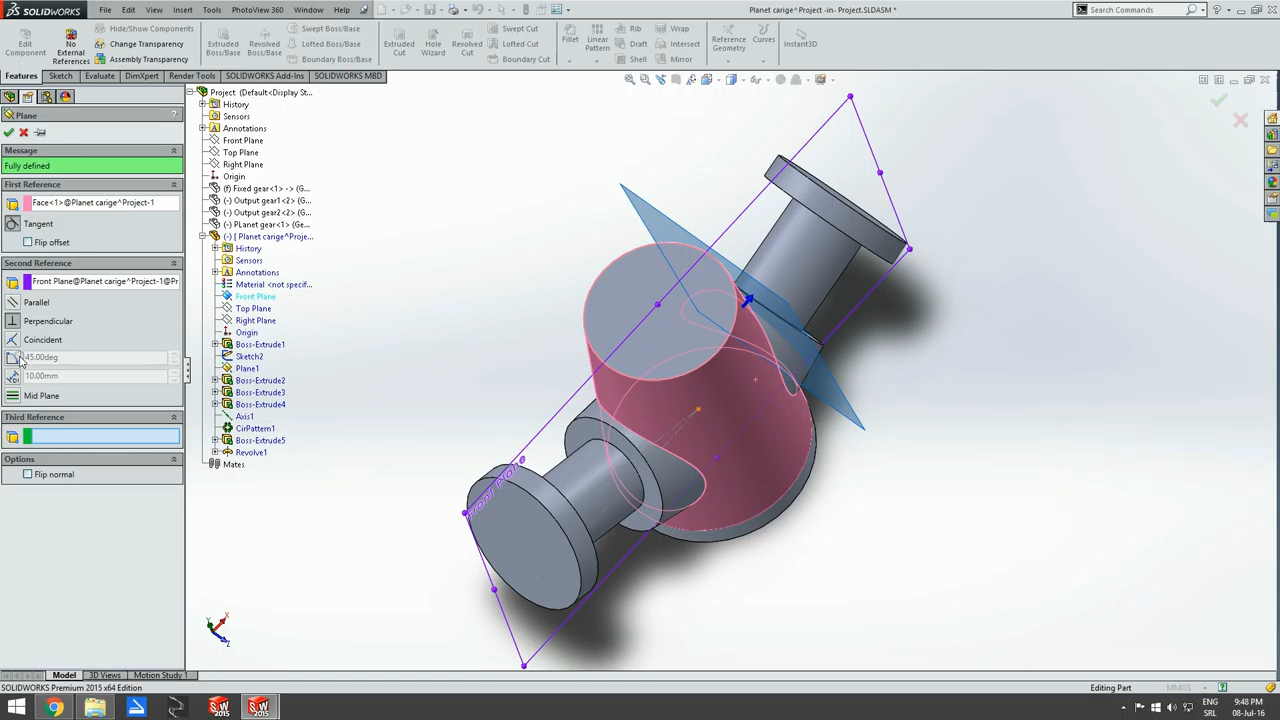 SOLIDWORKS File Edit View Insert Tools PhotoView 360 Window Help Planet carige^Project -in- Project.SLDASM * Search Commands
Edit Component
No External References
Hide/Show Components
Change Transparency
Assembly Transparency
Extruded Boss/Base
Revolved Boss/Base
Swept Boss/Base
Lofted Boss/Base
Boundary Boss/Base
Extruded Cut
Hole Wizard
Revolved Cut
Swept Cut
Lofted Cut
Boundary Cut
Fillet
Linear Pattern
Rib
Draft
Shell
Wrap
Intersect
Mirror
Reference Geometry
Curves
Instant3D
Features Sketch Evaluate DimXpert Render Tools SOLIDWORKS Add-Ins SOLIDWORKS MBD
Plane ?
Message
Fully defined
First Reference
Face<1>@Planet carige^Project-1
Tangent
Flip offset
Second Reference
Front Plane@Planet carige^Project-1@Pr
Parallel
Perpendicular
Coincident
45.00deg
10.00mm
Mid Plane
Third Reference
Options
Flip normal
Project (Default<Display St...
History
Sensors
Annotations
Front Plane
Top Plane
Right Plane
Origin
(f) Fixed gear<1> -> (G...
(-) Output gear1<2> (G...
(-) Output gear2<2> (G...
(-) PLanet gear<1> (Ge...
(-) [ Planet carige^Proje...
History
Sensors
Annotations
Material <not specif...
Front Plane
Top Plane
Right Plane
Origin
Boss-Extrude1
Sketch2
Plane1
Boss-Extrude2
Boss-Extrude3
Boss-Extrude4
Axis1
CirPattern1
Boss-Extrude5
Revolve1
Mates
Front Plane
Y X Z
Model 3D Views Motion Study 1
SOLIDWORKS Premium 2015 x64 Edition Editing Part MMGS
2015 2015
ENG 9:48 PM
SRL 08-Jul-16